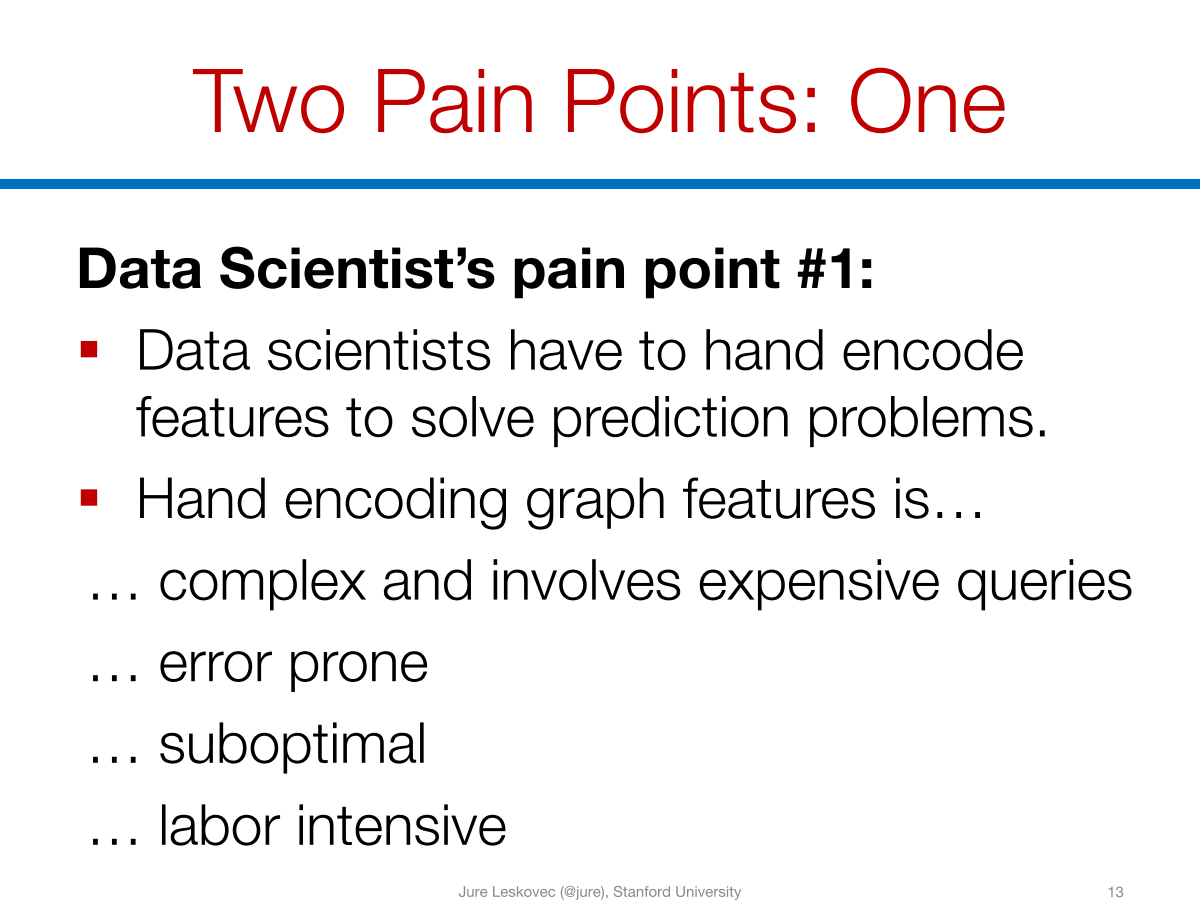 Two Pain Points: One
Data Scientist’s pain point #1:
▪ Data scientists have to hand encode
features to solve prediction problems.
▪ Hand encoding graph features is…
… complex and involves expensive queries
… error prone
… suboptimal
… labor intensive
Jure Leskovec (@jure), Stanford University
13